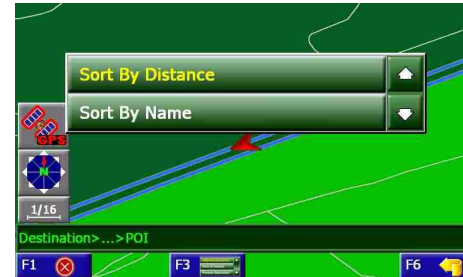 Sort By Distance
Sort By Name
GPS
N
1/16
Destination>...>POI
F1 F3 F6